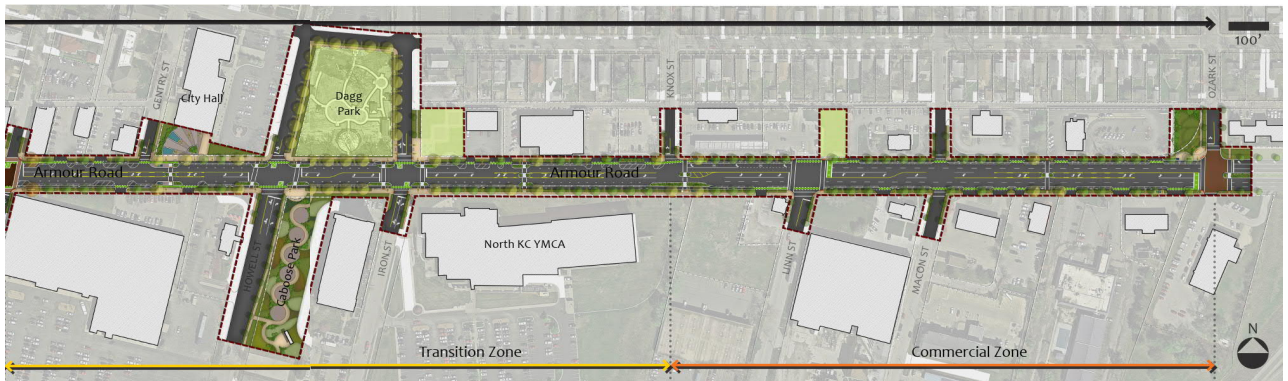 100'
GENTRY ST
City Hall
Dagg
Park
KNOX ST
OZARK ST
Armour Road
Armour Road
HOWELL ST
Caboose Park
IRON ST
North KC YMCA
LINN ST
MACON ST
Transition Zone
Commercial Zone
N